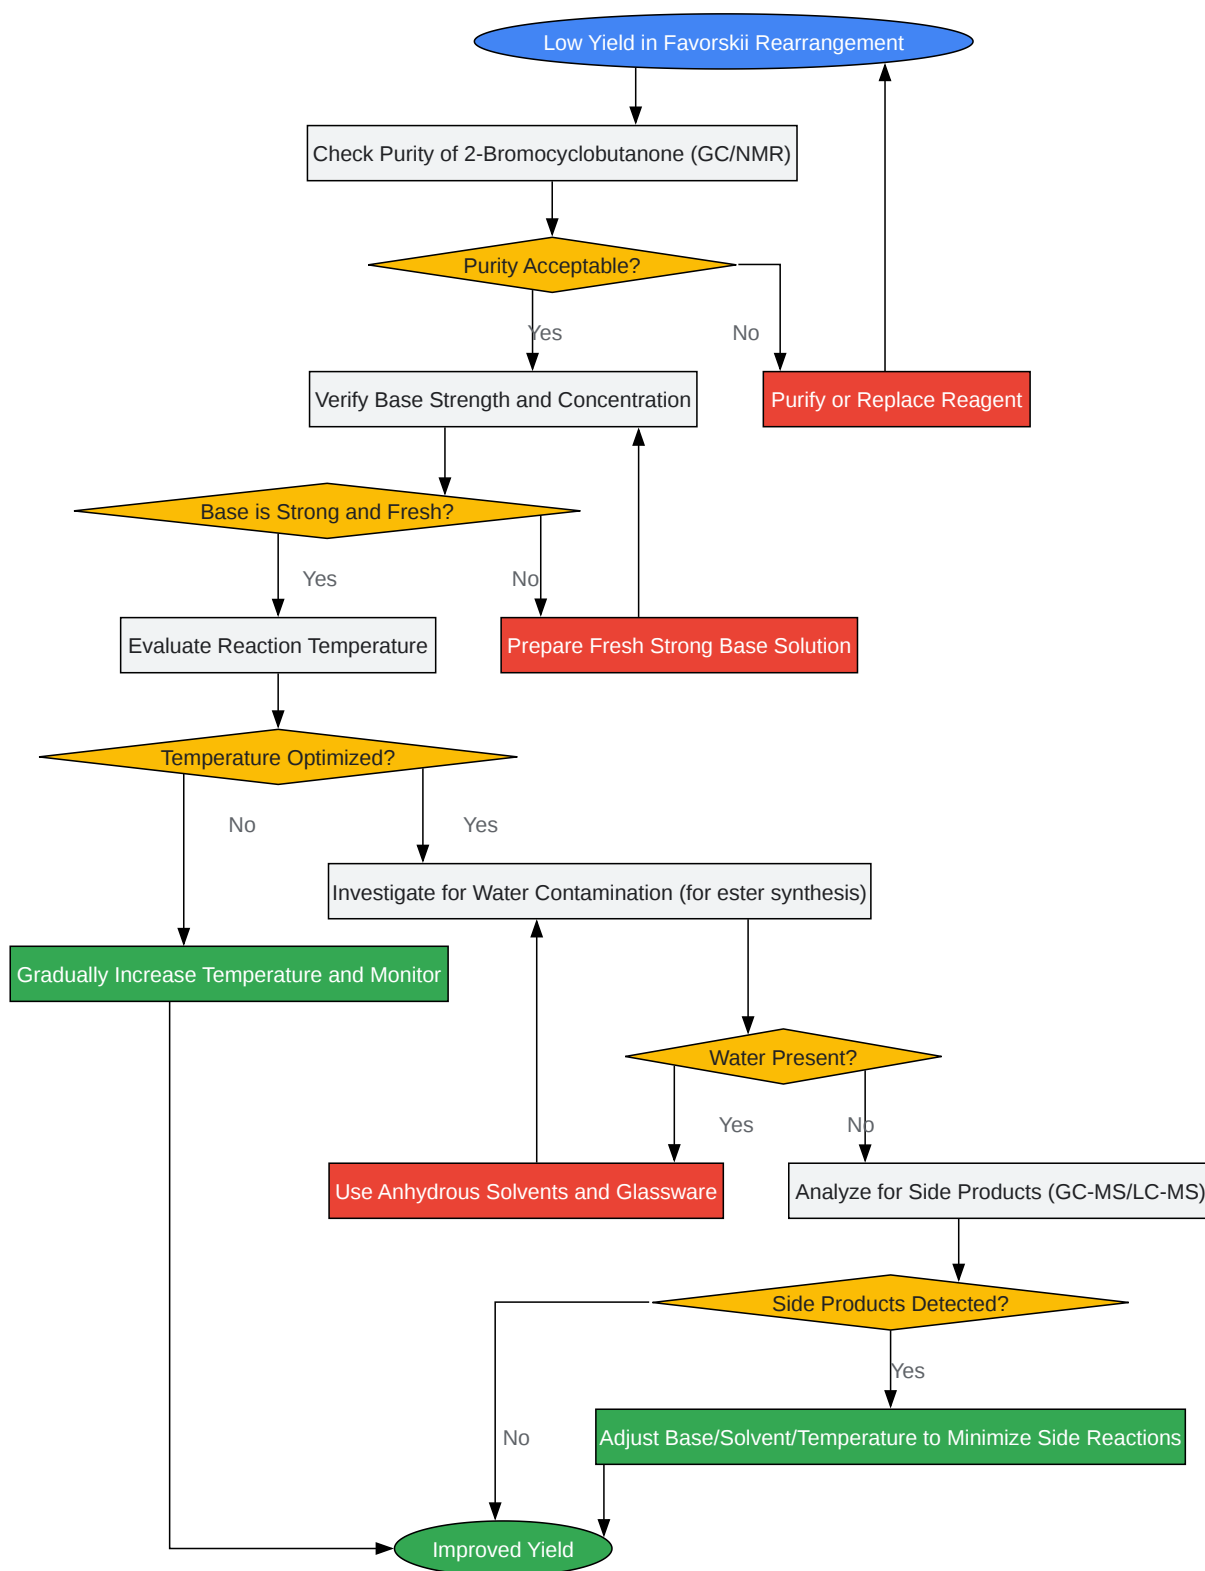 Low Yield in Favorskii Rearrangement
Check Purity of 2-Bromocyclobutanone (GC/NMR)
Purity Acceptable?
Yes
No
Verify Base Strength and Concentration
Purify or Replace Reagent
Base is Strong and Fresh?
Yes
No
Evaluate Reaction Temperature
Prepare Fresh Strong Base Solution
Temperature Optimized?
No
Yes
Investigate for Water Contamination (for ester synthesis)
Gradually Increase Temperature and Monitor
Water Present?
Yes
No
Use Anhydrous Solvents and Glassware
Analyze for Side Products (GC-MS/LC-MS)
Side Products Detected?
Yes
No
Adjust Base/Solvent/Temperature to Minimize Side Reactions
Improved Yield